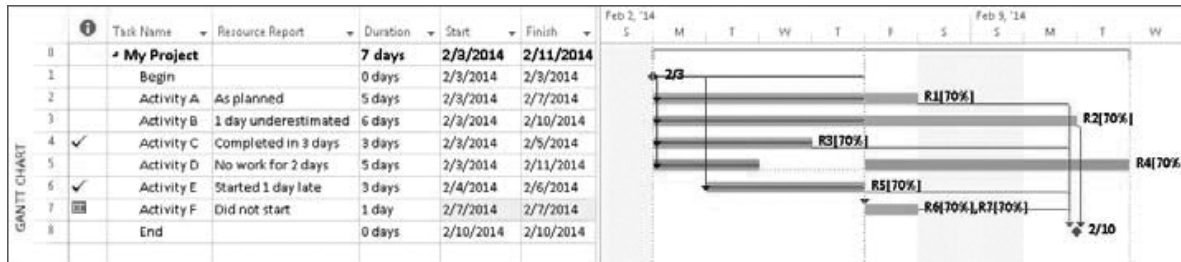 Feb 2, '14 Feb 9, '14
Task Name Resource Report Duration Start Finish S M T W T F S S M T W
0 My Project 7 days 2/3/2014 2/11/2014
1 Begin 0 days 2/3/2014 2/3/2014 2/3
2 Activity A As planned 5 days 2/3/2014 2/7/2014 R1[70%]
3 Activity B 1 day underestimated 6 days 2/3/2014 2/10/2014 R2[70%]
4 Activity C Completed in 3 days 3 days 2/3/2014 2/5/2014 R3[70%]
5 Activity D No work for 2 days 5 days 2/3/2014 2/11/2014 R4[70%
6 Activity E Started 1 day late 3 days 2/4/2014 2/6/2014 R5[70%]
7 Activity F Did not start 1 day 2/7/2014 2/7/2014 R6[70%],R7[70%]
8 End 0 days 2/10/2014 2/10/2014 2/10
GANTT CHART